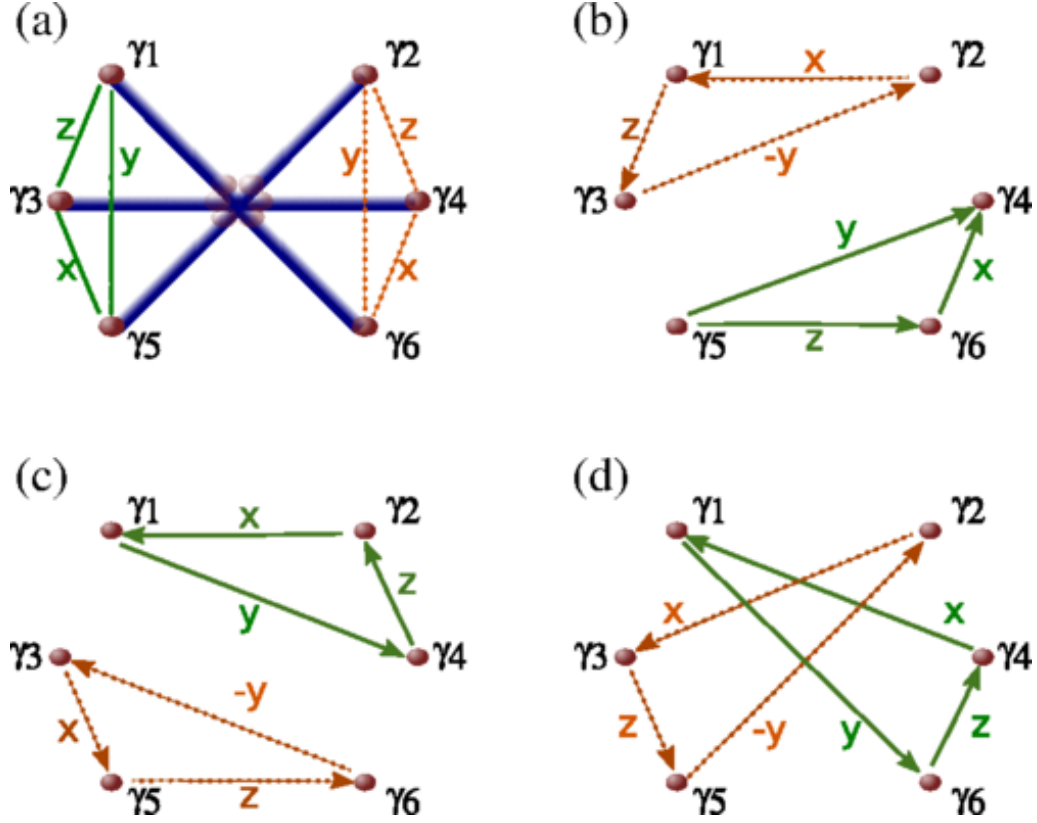 (a)
γ1 γ2
z y y z
γ3 γ4
x x
γ5 γ6
(b)
γ1 x γ2
z -y
γ3 γ4
y x
γ5 z γ6
(c)
γ1 x γ2
y z
γ3 γ4
x -y
γ5 z γ6
(d)
γ1 γ2
x x
γ3 γ4
z y -y z
γ5 γ6